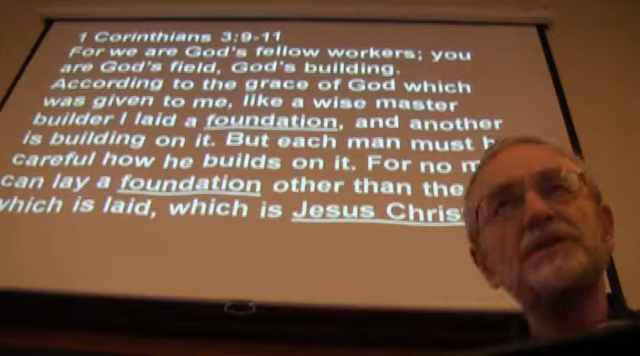 1 Corinthians 3:9-11
For we are God's fellow workers; you
are God's field, God's building.
According to the grace of God which
was given to me, like a wise master
builder I laid a foundation, and another
is building on it. But each man must
careful how he builds on it. For no
can lay a foundation other than the
which is laid, which is Jesus Chris